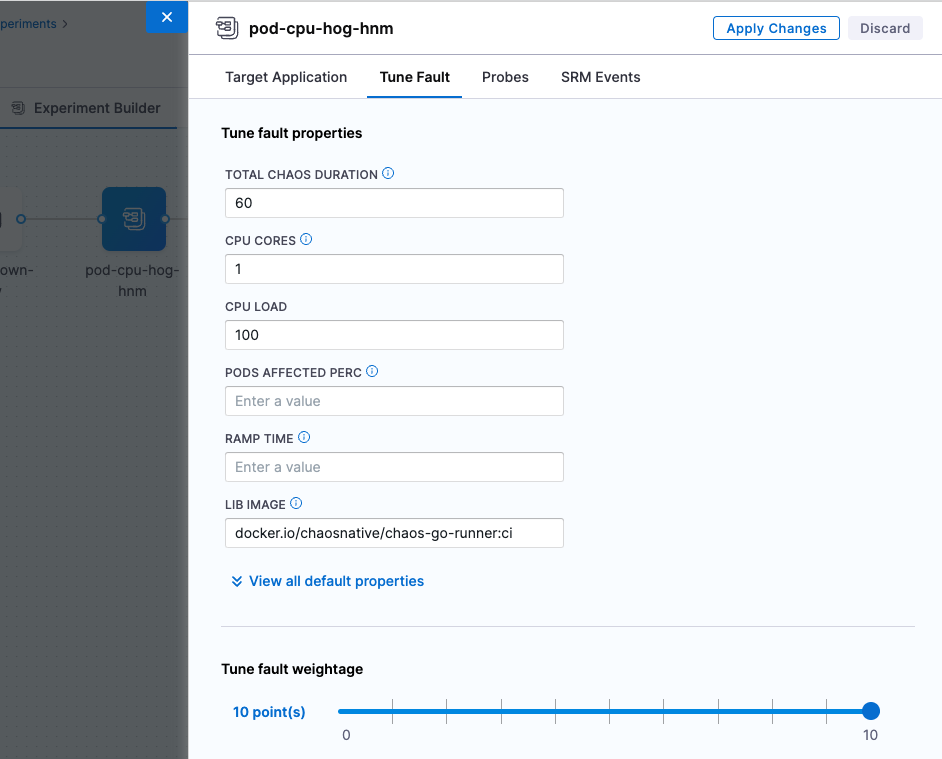 periments >
pod-cpu-hog-hnm
Apply Changes
Discard
Target Application
Tune Fault
Probes
SRM Events
Experiment Builder
own-
pod-cpu-hog-
hnm
Tune fault properties
TOTAL CHAOS DURATION
60
CPU CORES
1
CPU LOAD
100
PODS AFFECTED PERC
Enter a value
RAMP TIME
Enter a value
LIB IMAGE
docker.io/chaosnative/chaos-go-runner:ci
View all default properties
Tune fault weightage
10 point(s)
0
10